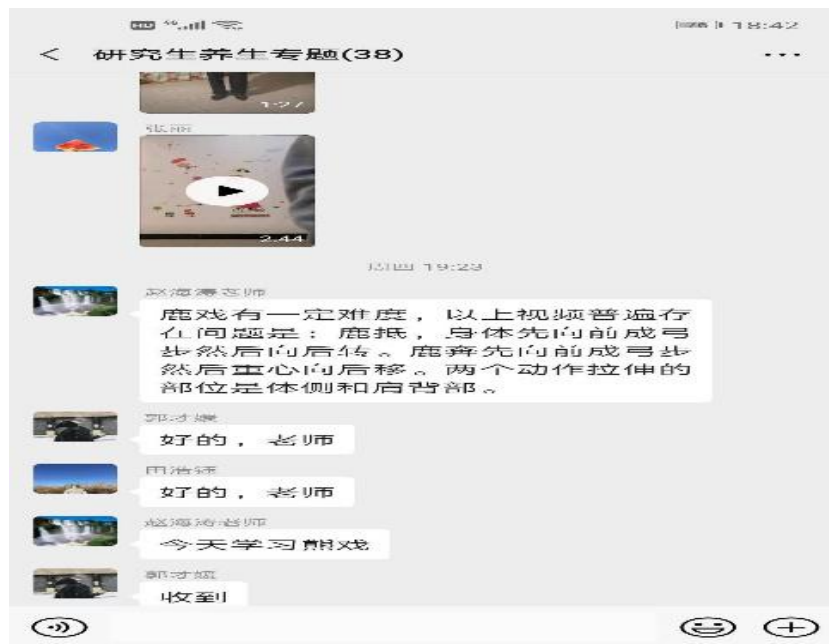 HD
18:42
< 研究生养生专题(38)
1:27
张丽
2:44
周四 19:23
赵海涛老师
鹿戏有一定难度，以上视频普遍存
在问题是：鹿抵，身体先向前成弓
步然后向后转。鹿奔先向前成弓步
然后重心向后移。两个动作拉伸的
部位是体侧和肩背部。
好的，老师
好的，老师
赵海涛老师
今天学习熊戏
收到